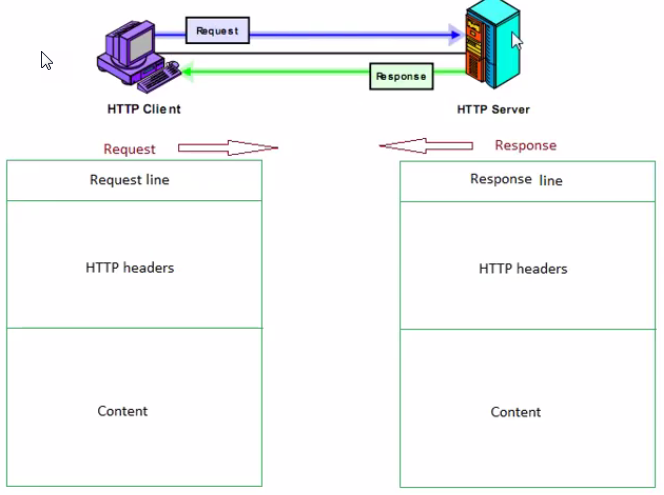 Request
Response
HTTP Client
HTTP Server
Request
Response
Request line
Response line
HTTP headers
HTTP headers
Content
Content